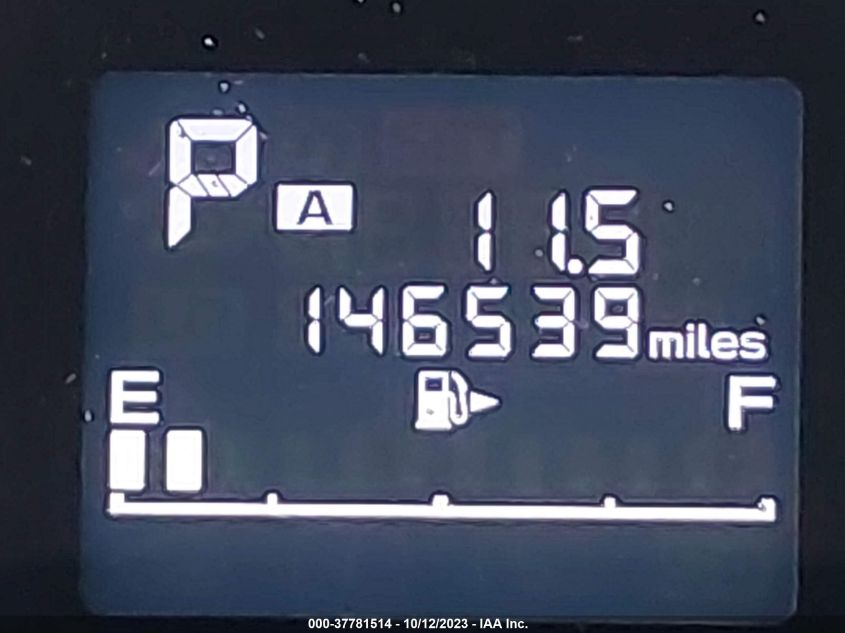 P A 11.5
146539 miles
E F
000-37781514 - 10/12/2023 - IAA Inc.